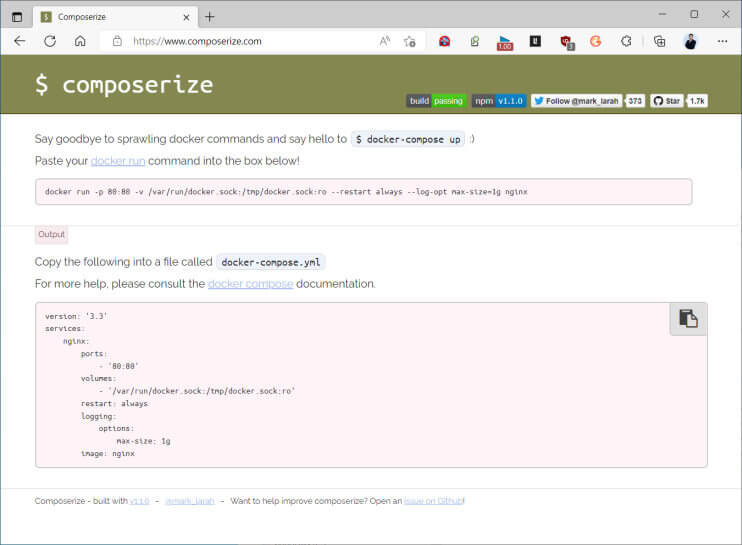 Composerize
https://www.composerize.com
1.00
3
$ composerize
build passing npm v1.1.0 Follow @mark_larah 373 Star 1.7k
Say goodbye to sprawling docker commands and say hello to $ docker-compose up :)
Paste your docker run command into the box below!
docker run -p 80:80 -v /var/run/docker.sock:/tmp/docker.sock:ro --restart always --log-opt max-size=1g nginx
Output
Copy the following into a file called docker-compose.yml
For more help, please consult the docker compose documentation.
version: '3.3'
services:
    nginx:
        ports:
            - '80:80'
        volumes:
            - '/var/run/docker.sock:/tmp/docker.sock:ro'
        restart: always
        logging:
            options:
                max-size: 1g
        image: nginx
Composerize - built with v1.1.0 - @mark_larah - Want to help improve composerize? Open an issue on Github!